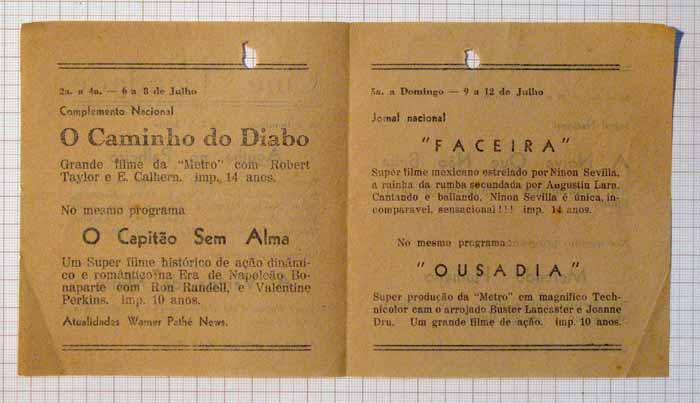 2a. a 4a. — 6 a 8 de Julho
Complemento Nacional
O Caminho do Diabo
Grande filme da "Metro" com Robert
Taylor e E. Calhern. imp. 14 anos.
No mesmo programa
O Capitão Sem Alma
Um Super filme histórico de ação dinâmi-
co e romântico na Era de Napoleão Bo-
naparte com Ron Randell, e Valentine
Perkins. imp. 10 anos.
Atualidades Warner Pathé News.
5a. a Domingo — 9 a 12 de Julho
Jornal nacional
"FACEIRA"
Super filme mexicano estrelado por Ninon Sevilla,
a rainha da rumba secundada por Augustin Lara.
Cantando e bailando, Ninon Sevilla é única, in-
comparavel, sensacional!!! imp. 14 anos.
No mesmo programa:
"OUSADIA"
Super produção da "Metro" em magnifico Tech-
nicolor com o arrojado Buster Lancaster e Joanne
Dru. Um grande filme de ação. imp. 10 anos.